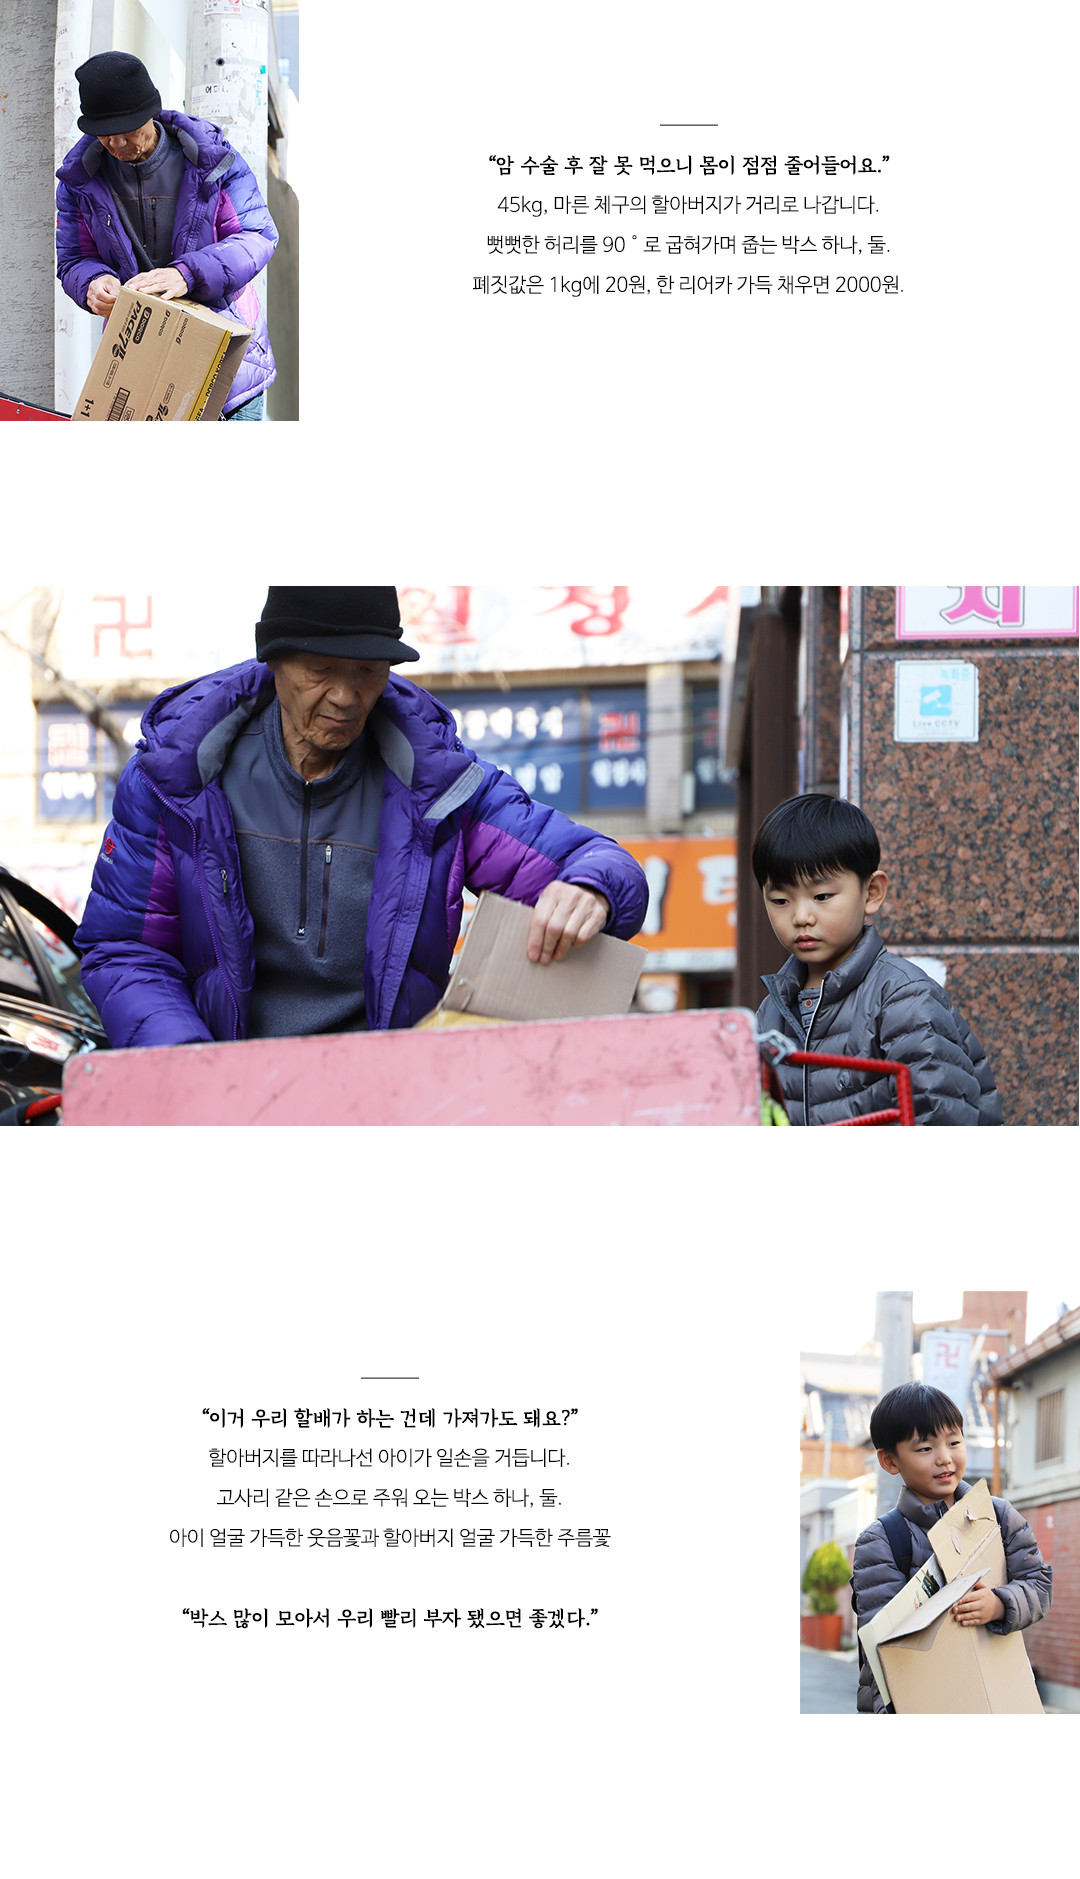 “암 수술 후 잘 못 먹으니 몸이 점점 줄어들어요.”
45kg, 마른 체구의 할아버지가 거리로 나갑니다.
뻣뻣한 허리를 90 ° 로 굽혀가며 줍는 박스 하나, 둘.
폐짓값은 1kg에 20원, 한 리어카 가득 채우면 2000원.
1+1
卍
Live CCTV
“이거 우리 할배가 하는 건데 가져가도 돼요?”
할아버지를 따라나선 아이가 일손을 거듭니다.
고사리 같은 손으로 주워 오는 박스 하나, 둘.
아이 얼굴 가득한 웃음꽃과 할아버지 얼굴 가득한 주름꽃
“박스 많이 모아서 우리 빨리 부자 됐으면 좋겠다.”
卍